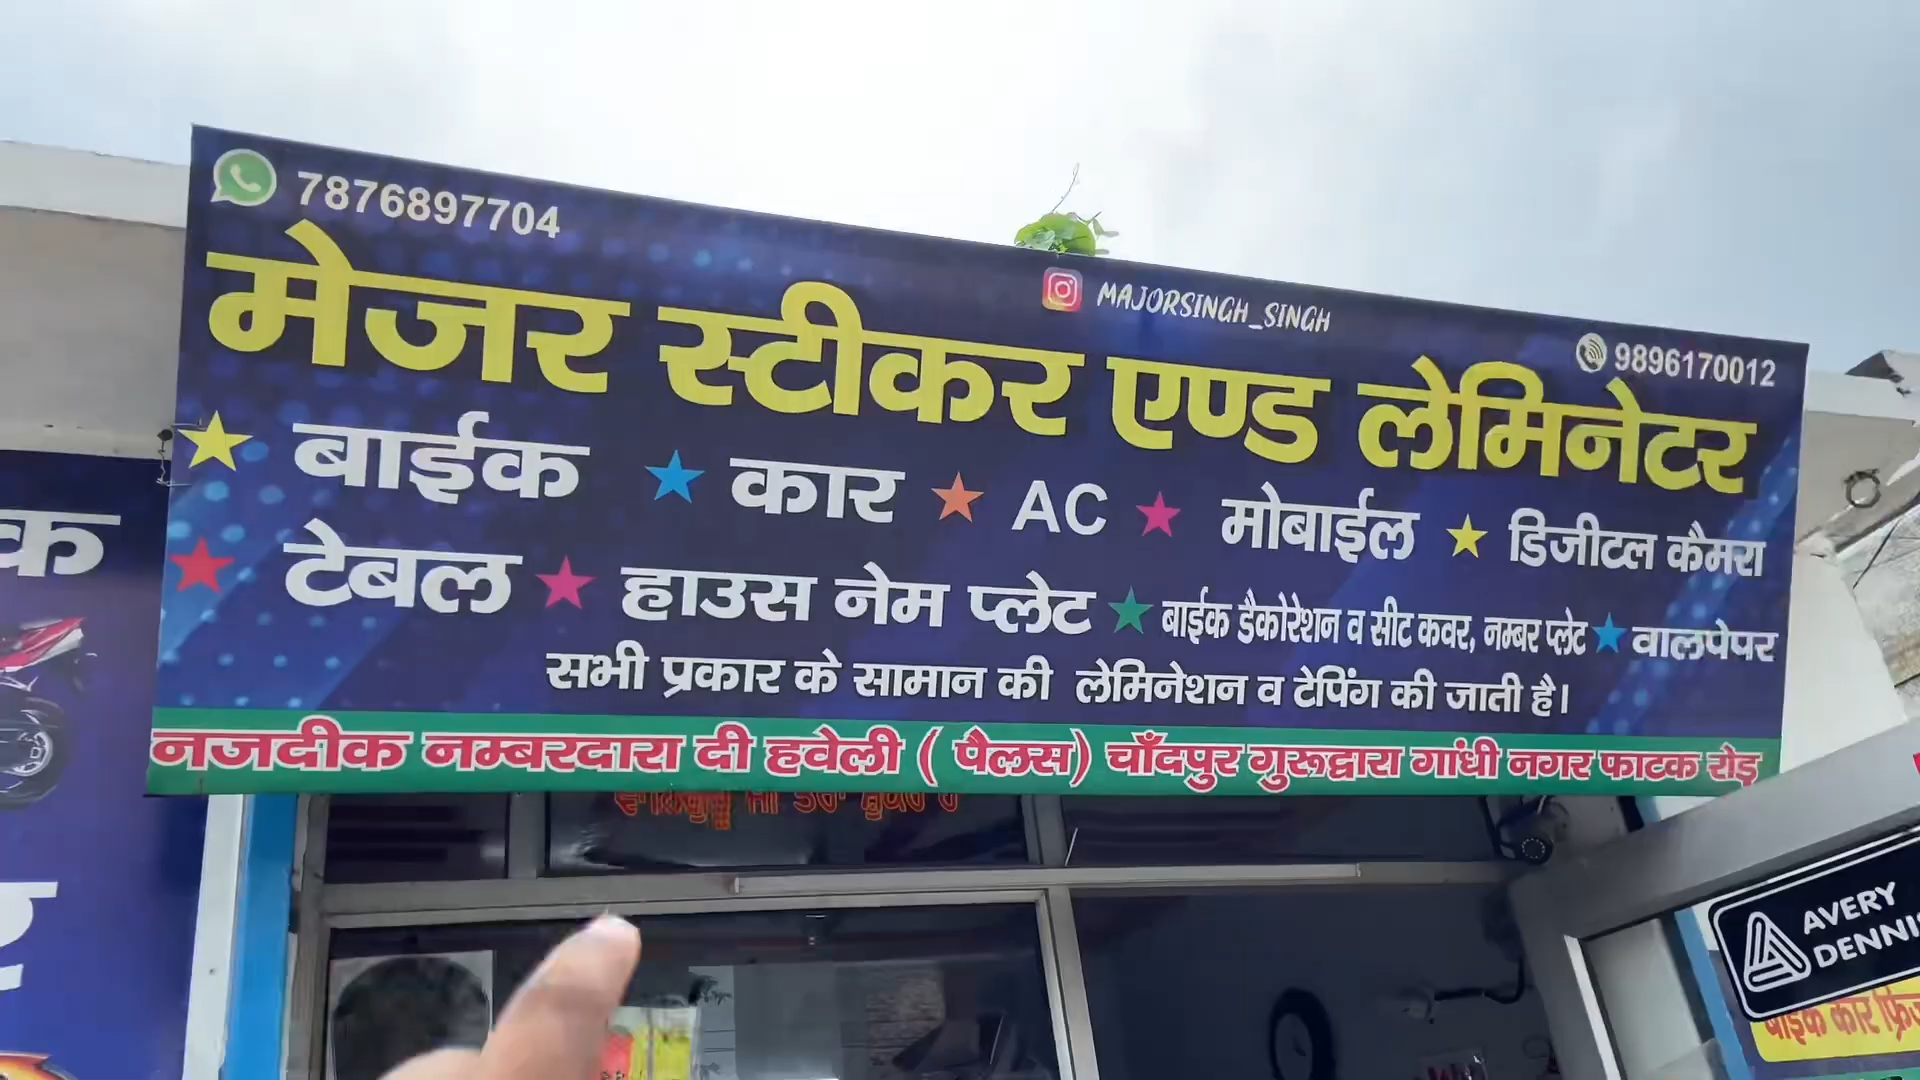 7876897704
MAJORSINGH_SINGH
9896170012
मेजर स्टीकर एण्ड लेमिनेटर
बाईक कार AC मोबाईल डिजीटल कैमरा
टेबल हाउस नेम प्लेट बाईक डैकोरेशन व सीट कवर, नम्बर प्लेट वालपेपर
सभी प्रकार के सामान की लेमिनेशन व टेपिंग की जाती है।
नजदीक नम्बरदारा दी हवेली ( पैलस) चाँदपुर गुरूद्वारा गांधी नगर फाटक रोड़
AVERY
बाईक कार